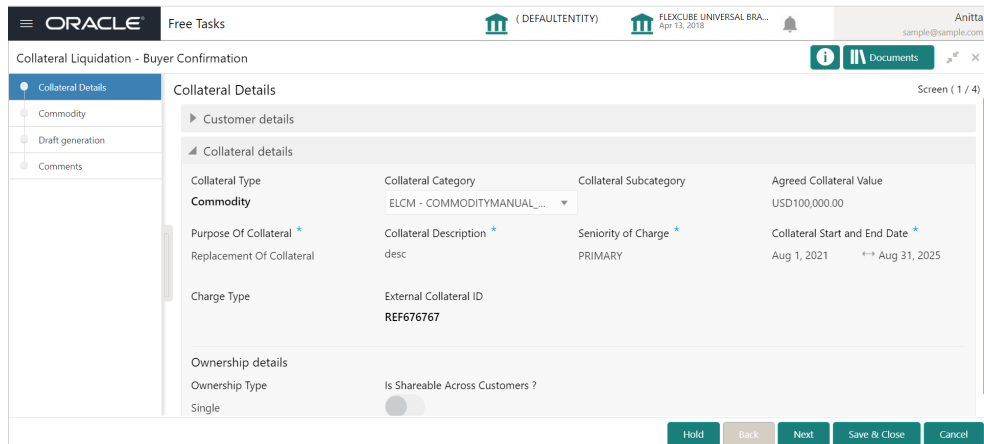 ORACLE
Free Tasks
( DEFAULTENTITY)
FLEXCUBE UNIVERSAL BRA...
Apr 13, 2018
Anitta
sample@sample.com
Collateral Liquidation - Buyer Confirmation
Documents
Collateral Details
Commodity
Draft generation
Comments
Collateral Details
Screen ( 1 / 4)
Customer details
Collateral details
Collateral Type
Collateral Category
Collateral Subcategory
Agreed Collateral Value
Commodity
ELCM - COMMODITYMANUAL_...
USD100,000.00
Purpose Of Collateral *
Collateral Description *
Seniority of Charge *
Collateral Start and End Date *
Replacement Of Collateral
desc
PRIMARY
Aug 1, 2021 ↔ Aug 31, 2025
Charge Type
External Collateral ID
REF676767
Ownership details
Ownership Type
Is Shareable Across Customers ?
Single
Hold
Back
Next
Save & Close
Cancel